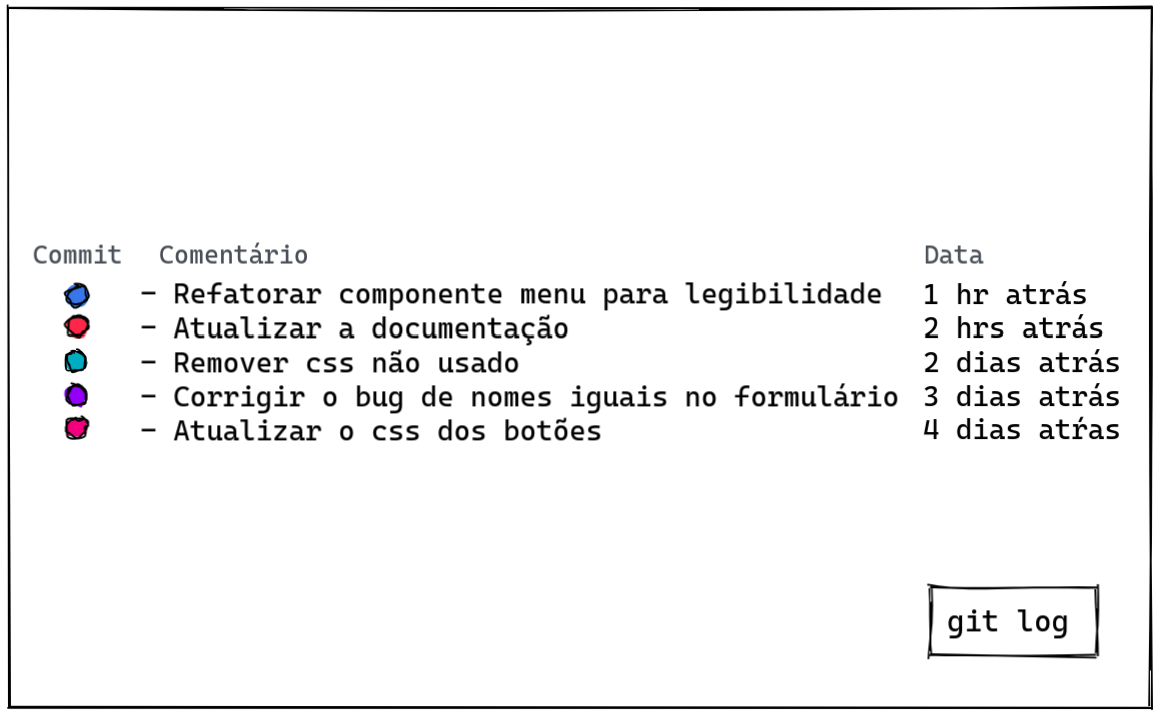 Commit Comentário Data
– Refatorar componente menu para legibilidade 1 hr atrás
– Atualizar a documentação 2 hrs atrás
– Remover css não usado 2 dias atrás
– Corrigir o bug de nomes iguais no formulário 3 dias atrás
– Atualizar o css dos botões 4 dias atŕas
git log